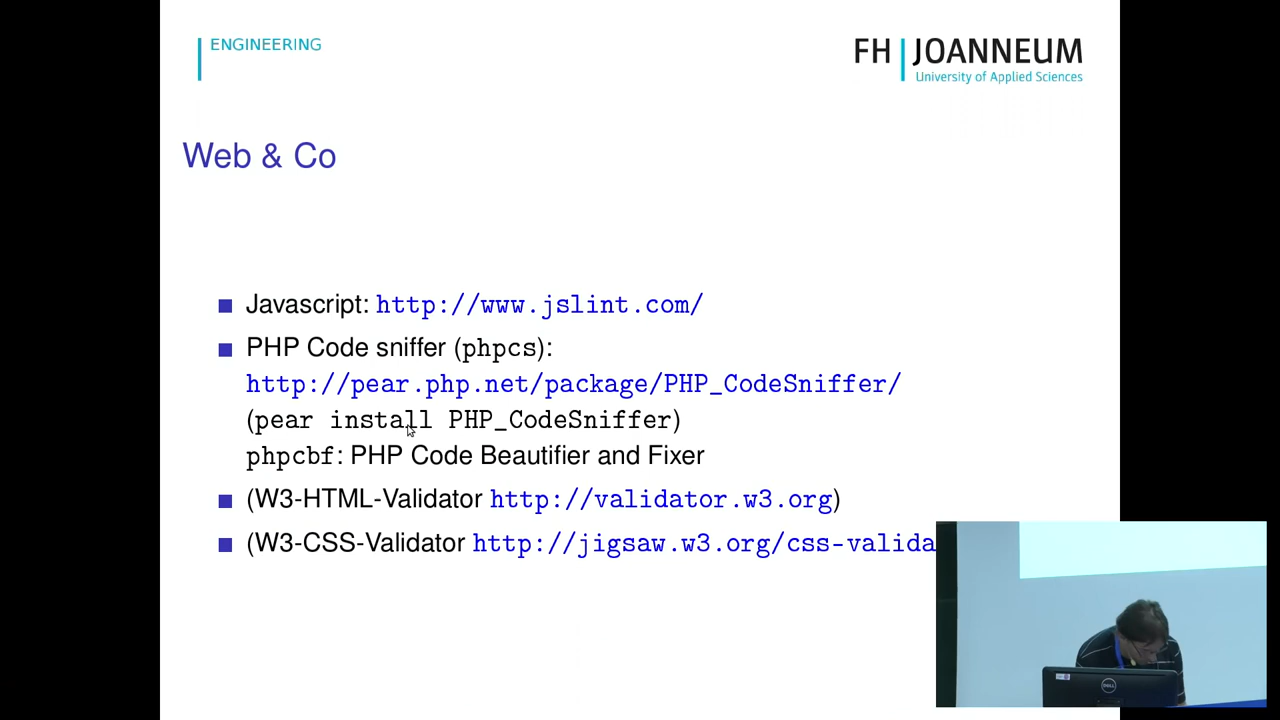 ENGINEERING
FH JOANNEUM
University of Applied Sciences
Web & Co
Javascript: http://www.jslint.com/
PHP Code sniffer (phpcs):
http://pear.php.net/package/PHP_CodeSniffer/
(pear install PHP_CodeSniffer)
phpcbf: PHP Code Beautifier and Fixer
(W3-HTML-Validator http://validator.w3.org)
(W3-CSS-Validator http://jigsaw.w3.org/css-valida
DELL